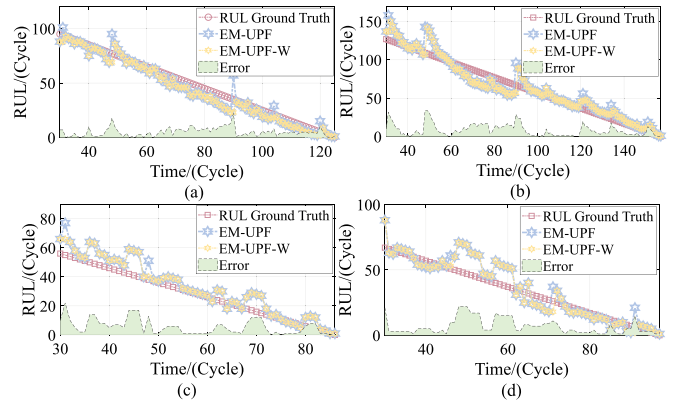 RUL Ground Truth
EM-UPF
EM-UPF-W
Error
RUL/(Cycle)
100
50
0
40 60 80 100 120
Time/(Cycle)
(a)
RUL Ground Truth
EM-UPF
EM-UPF-W
Error
RUL/(Cycle)
150
100
50
0
40 60 80 100 120 140
Time/(Cycle)
(b)
RUL Ground Truth
EM-UPF
EM-UPF-W
Error
RUL/(Cycle)
80
60
40
20
0
30 40 50 60 70 80
Time/(Cycle)
(c)
RUL Ground Truth
EM-UPF
EM-UPF-W
Error
RUL/(Cycle)
100
50
0
40 60 80
Time/(Cycle)
(d)